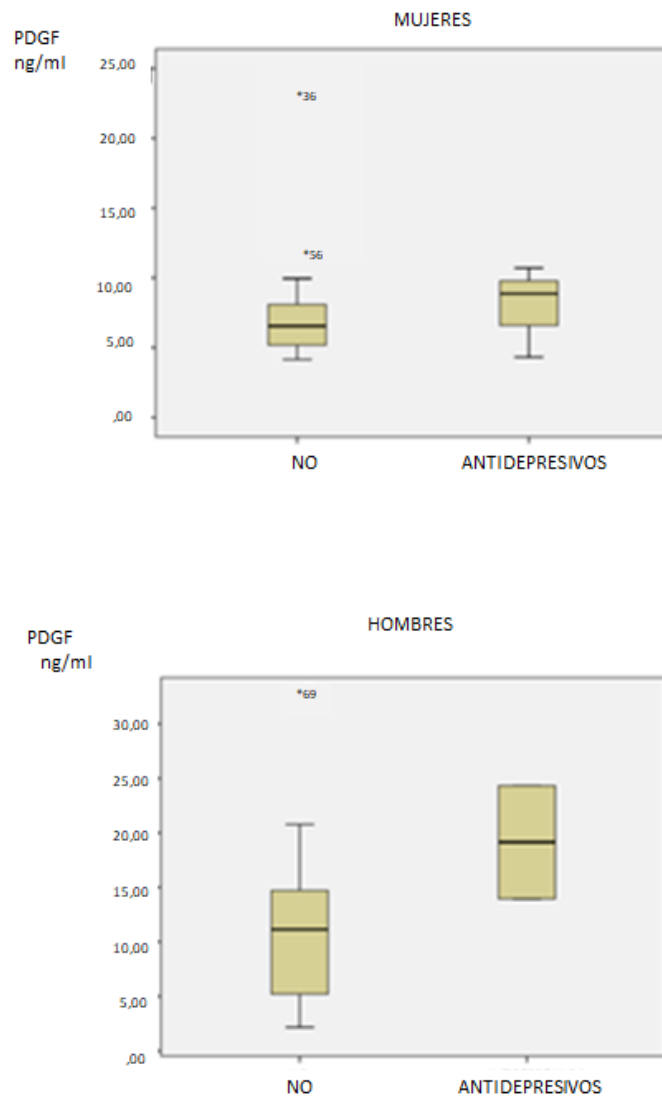 MUJERES
PDGF
ng/ml
25,00
*36
20,00
15,00
*56
10,00
5,00
,00
NO ANTIDEPRESIVOS
HOMBRES
PDGF
ng/ml
*69
30,00
25,00
20,00
15,00
10,00
5,00
,00
NO ANTIDEPRESIVOS